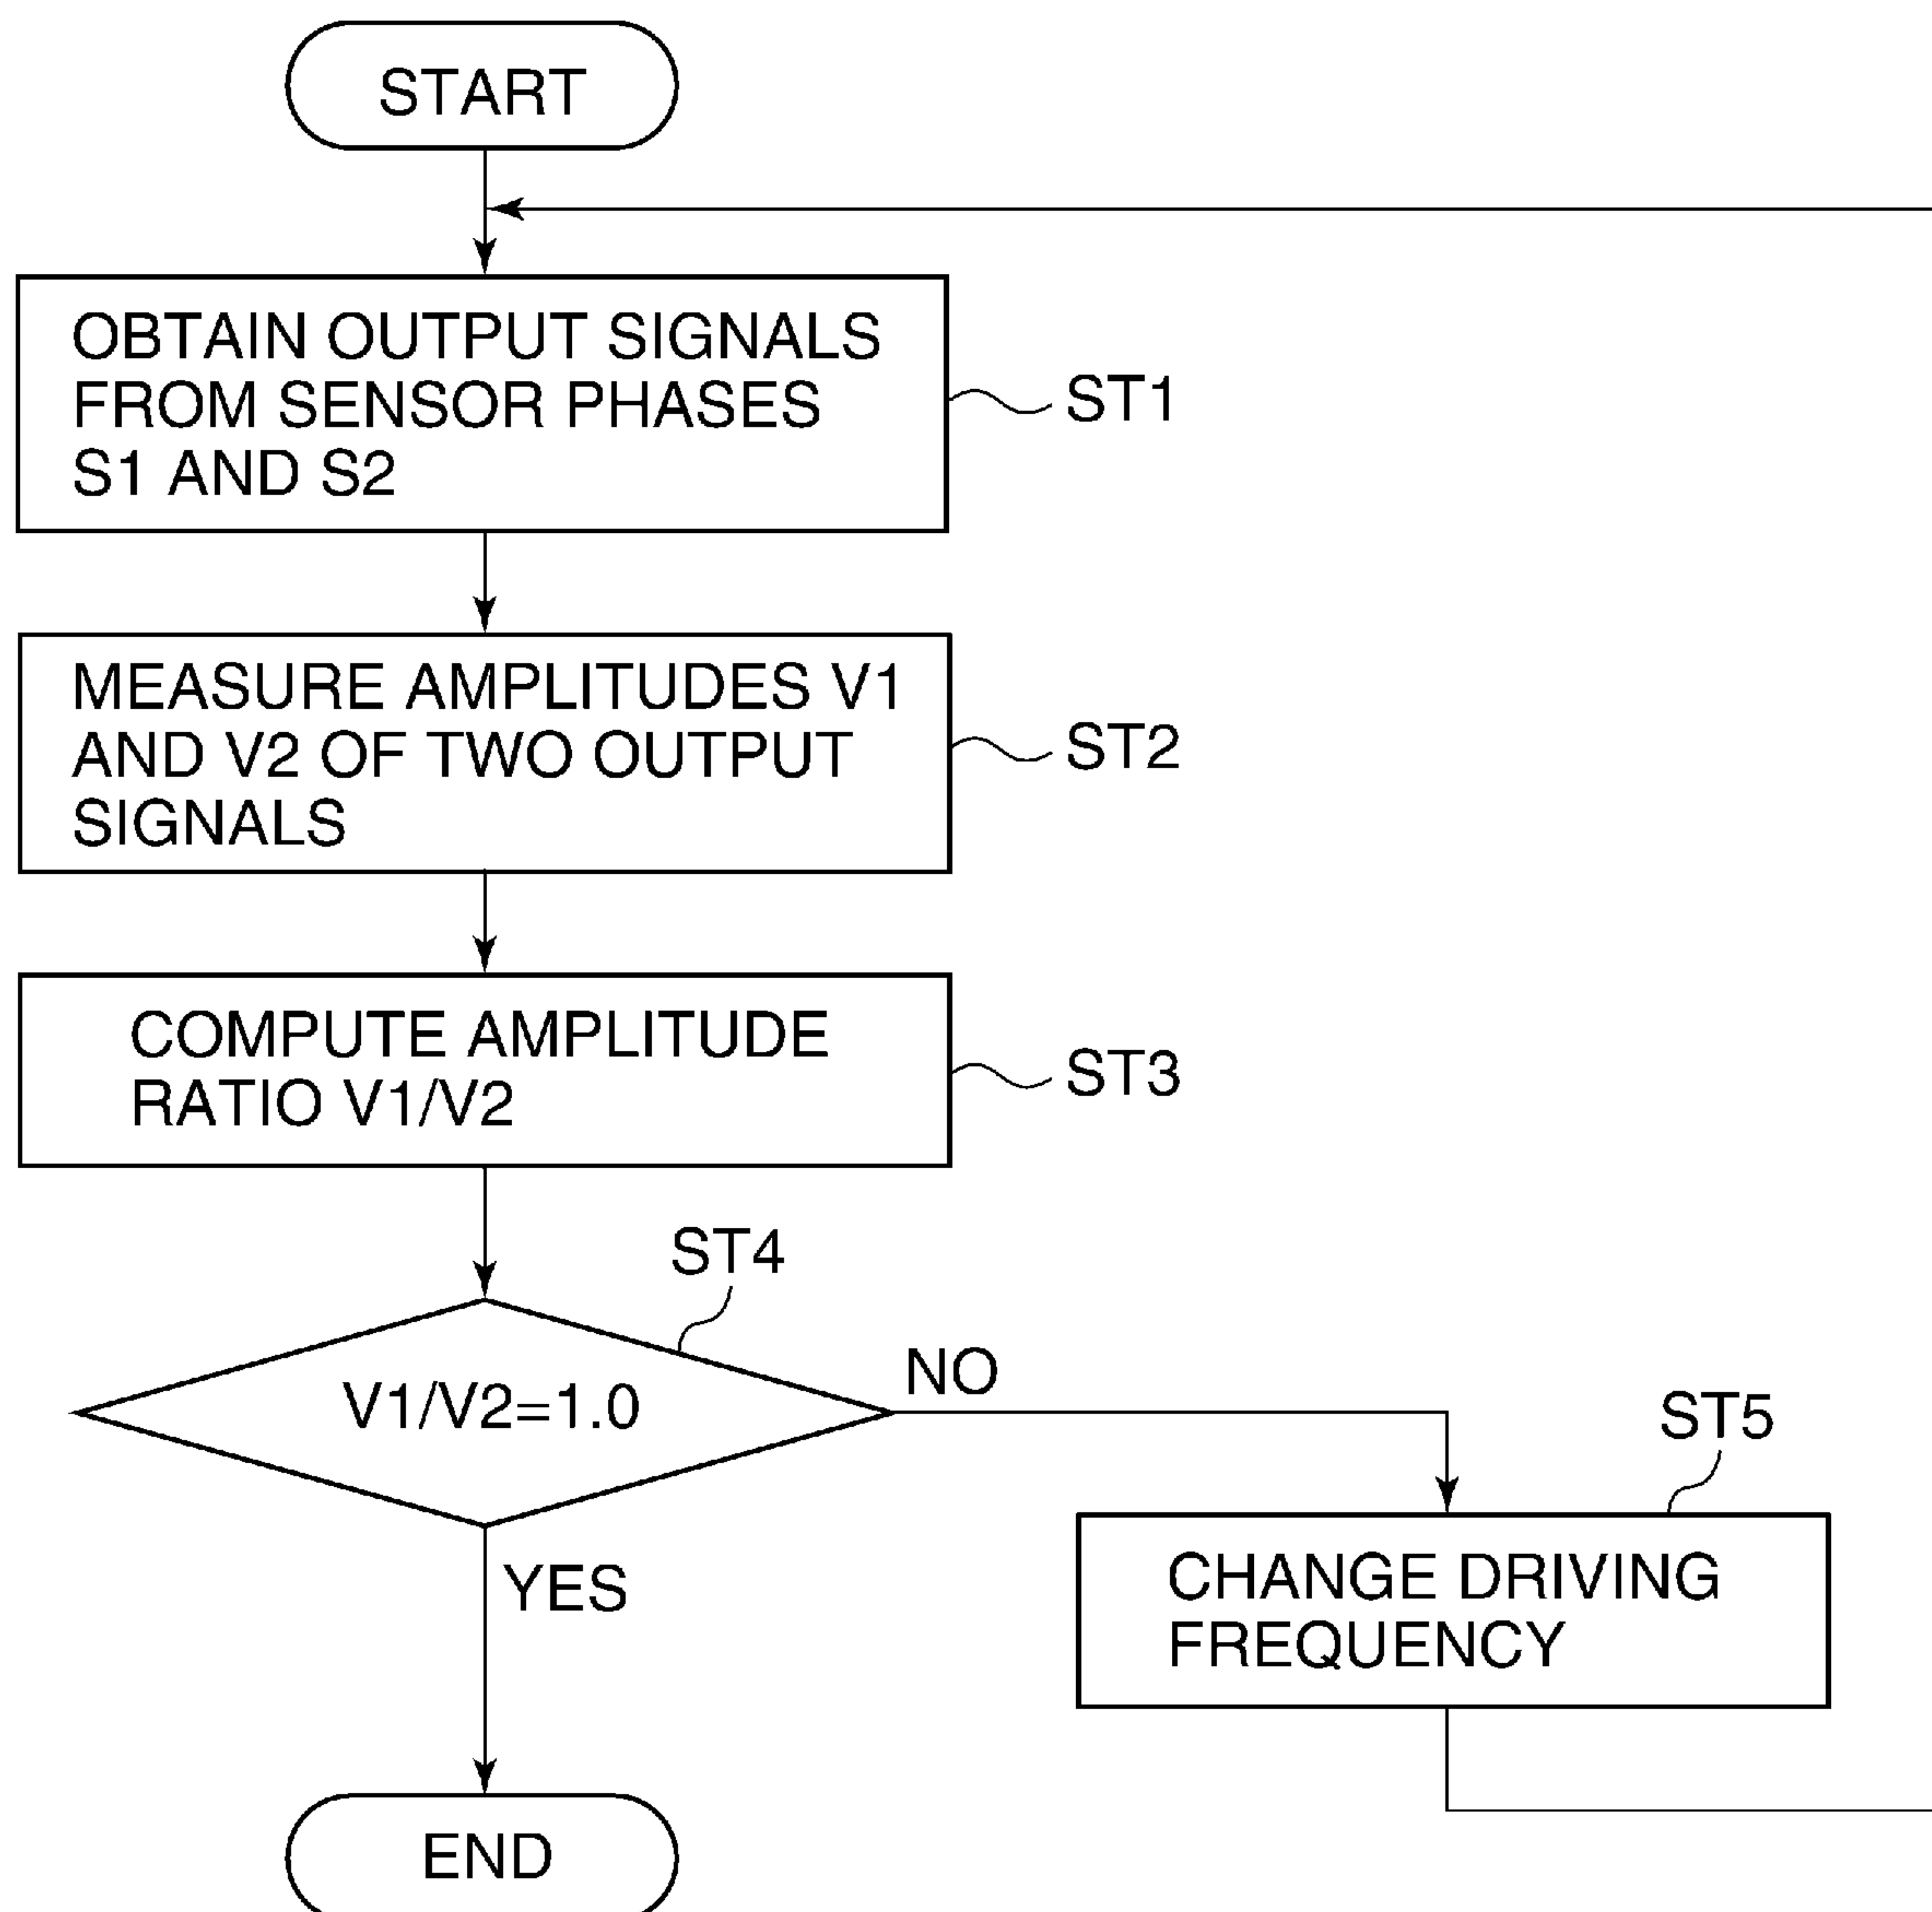 START
OBTAIN OUTPUT SIGNALS
FROM SENSOR PHASES
S1 AND S2
ST1
MEASURE AMPLITUDES V1
AND V2 OF TWO OUTPUT
SIGNALS
ST2
COMPUTE AMPLITUDE
RATIO V1/V2
ST3
ST4
V1/V2=1.0
NO
YES
ST5
CHANGE DRIVING
FREQUENCY
END